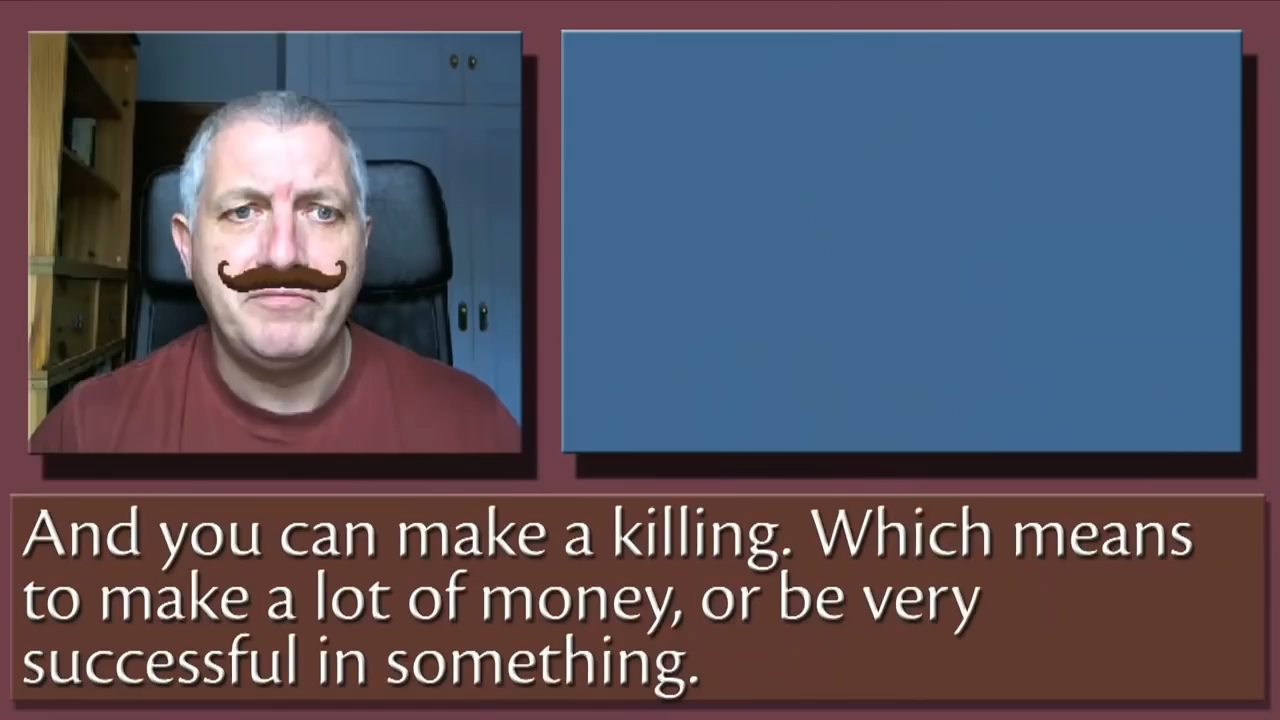 And you can make a killing. Which means
to make a lot of money, or be very
successful in something.